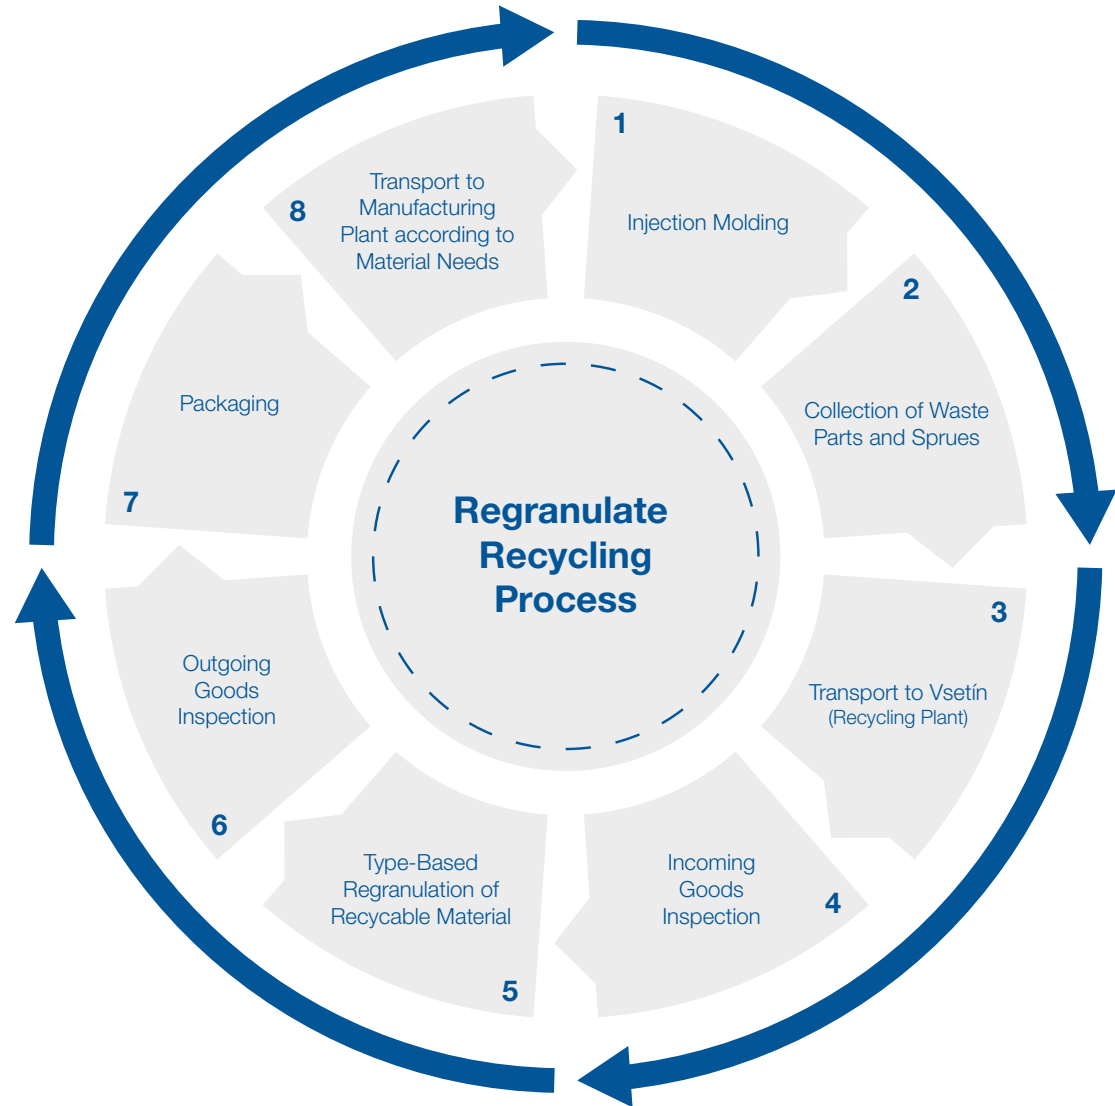 Regranulate
Recycling
Process
1
Injection Molding
2
Collection of Waste
Parts and Sprues
3
Transport to Vsetín
(Recycling Plant)
4
Incoming
Goods
Inspection
5
Type-Based
Regranulation of
Recycable Material
6
Outgoing
Goods
Inspection
7
Packaging
8
Transport to
Manufacturing
Plant according to
Material Needs